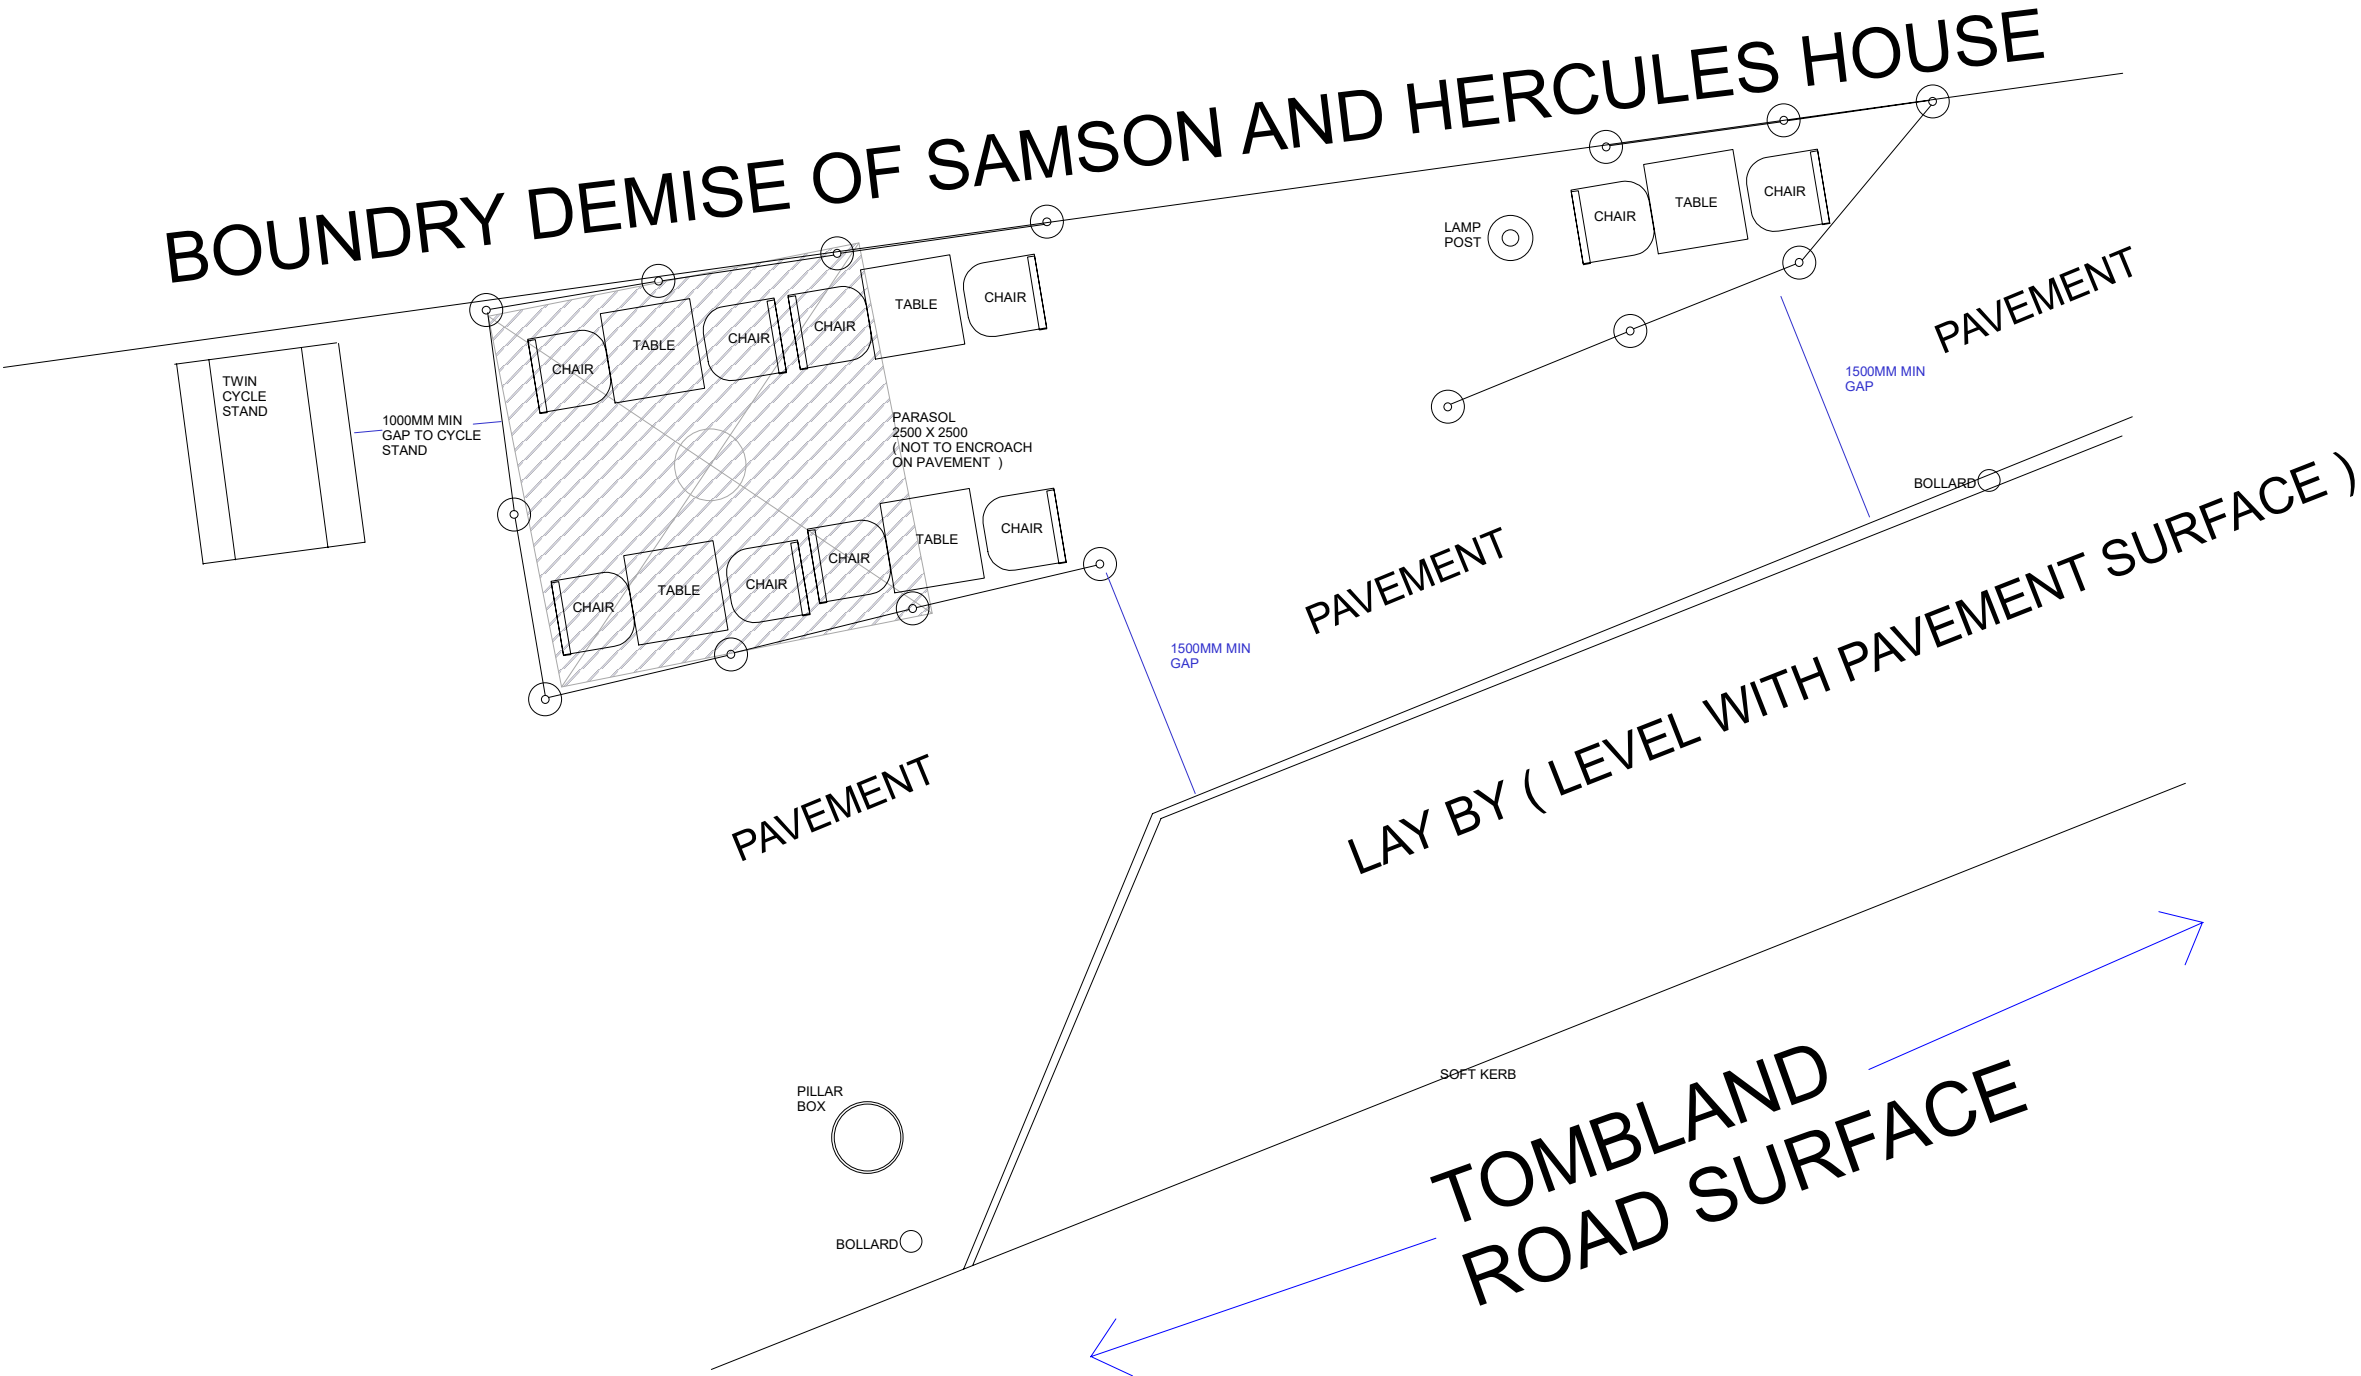 BOUNDRY DEMISE OF SAMSON AND HERCULES HOUSE
LAMP
POST
CHAIR
TABLE
CHAIR
CHAIR
TABLE
CHAIR
CHAIR
TABLE
CHAIR
TWIN
CYCLE
STAND
1000MM MIN
GAP TO CYCLE
STAND
PARASOL
2500 X 2500
( NOT TO ENCROACH
ON PAVEMENT )
PAVEMENT
1500MM MIN
GAP
BOLLARD
CHAIR
TABLE
CHAIR
CHAIR
TABLE
CHAIR
PAVEMENT
1500MM MIN
GAP
LAY BY ( LEVEL WITH PAVEMENT SURFACE )
PAVEMENT
SOFT KERB
PILLAR
BOX
BOLLARD
TOMBLAND
ROAD SURFACE